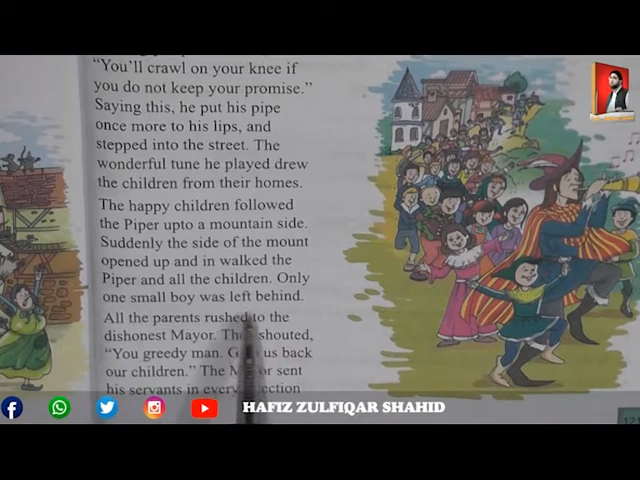 "You'll crawl on your knee if
you do not keep your promise."
Saying this, he put his pipe
once more to his lips, and
stepped into the street. The
wonderful tune he played drew
the children from their homes.
The happy children followed
the Piper upto a mountain side.
Suddenly the side of the mount
opened up and in walked the
Piper and all the children. Only
one small boy was left behind.
All the parents rushed to the
dishonest Mayor. They shouted,
"You greedy man. us back
our children." The sent
his servants in every
HAFIZ ZULFIQAR SHAHID